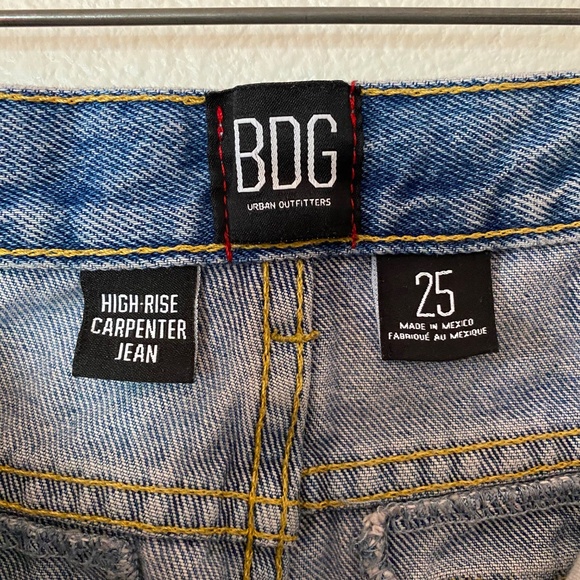 BDG
URBAN OUTFITTERS
HIGH-RISE
CARPENTER
JEAN
25
MADE IN MEXICO
FABRIQUÉ AU MEXIQUE